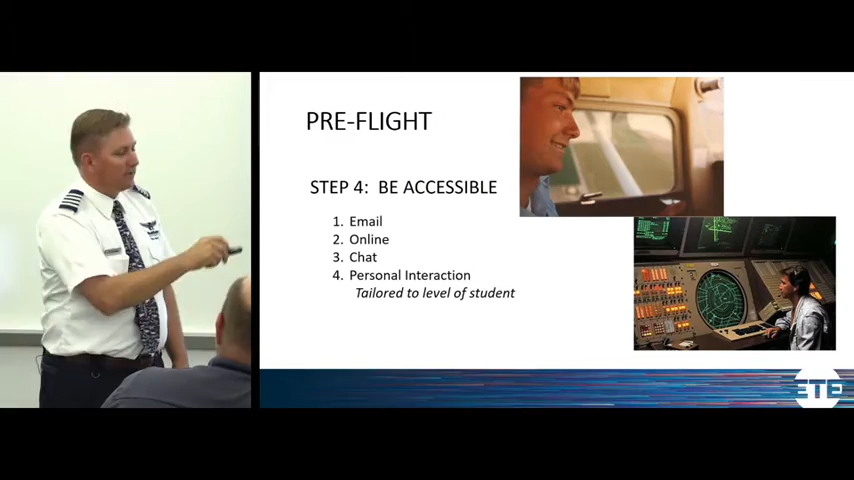 PRE-FLIGHT
STEP 4: BE ACCESSIBLE
1. Email
2. Online
3. Chat
4. Personal Interaction
Tailored to level of student
ETE